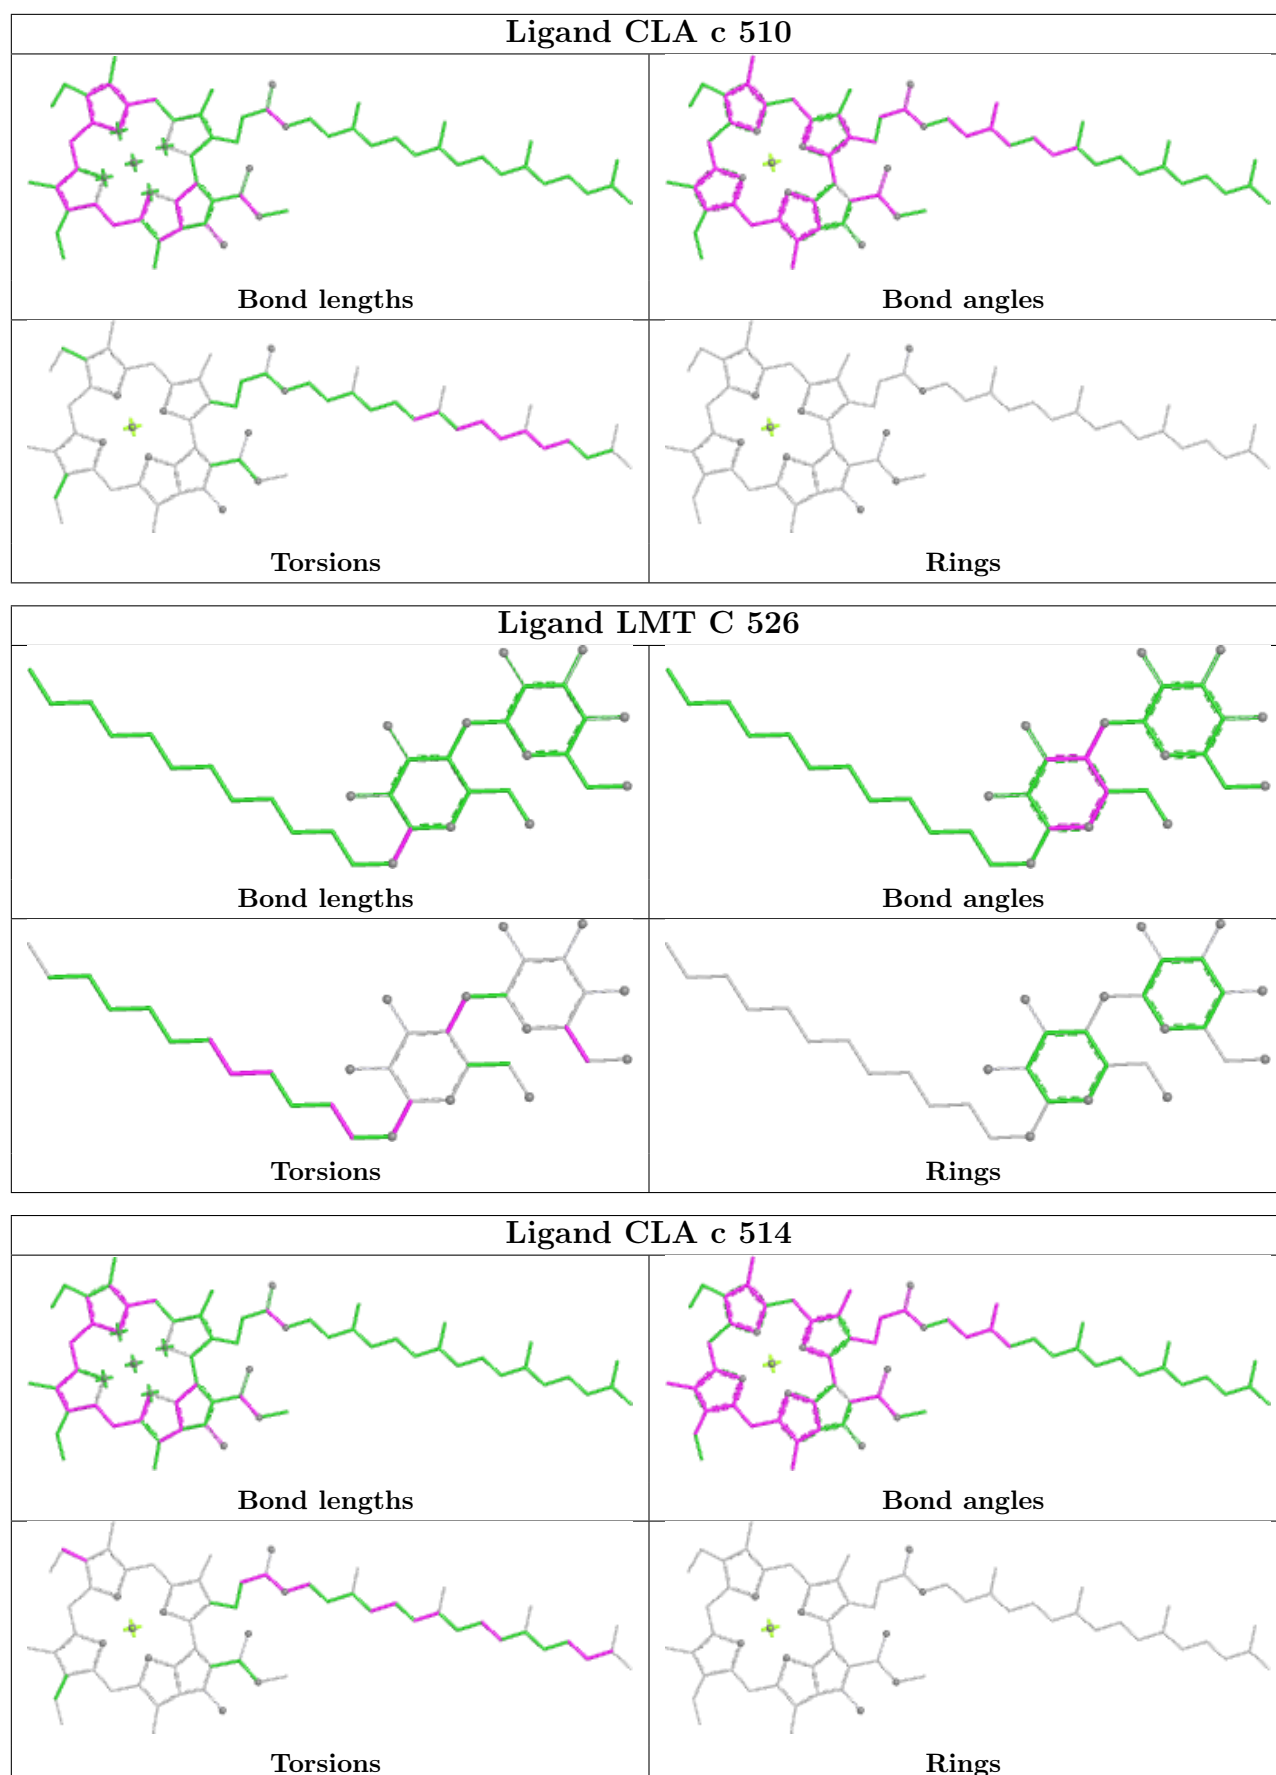 Ligand CLA c 510
Bond lengths
Bond angles
Torsions
Rings
Ligand LMT C 526
Bond lengths
Bond angles
Torsions
Rings
Ligand CLA c 514
Bond lengths
Bond angles
Torsions
Rings